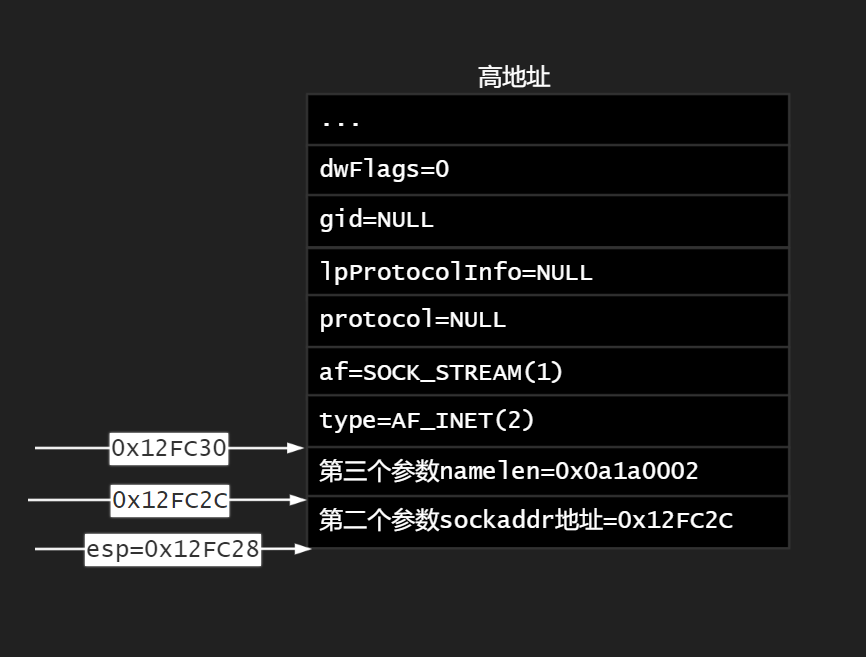 高地址
...
dwFlags=0
gid=NULL
lpProtocolInfo=NULL
protocol=NULL
af=SOCK_STREAM(1)
type=AF_INET(2)
0x12FC30
第三个参数namelen=0x0a1a0002
0x12FC2C
第二个参数sockaddr地址=0x12FC2C
esp=0x12FC28